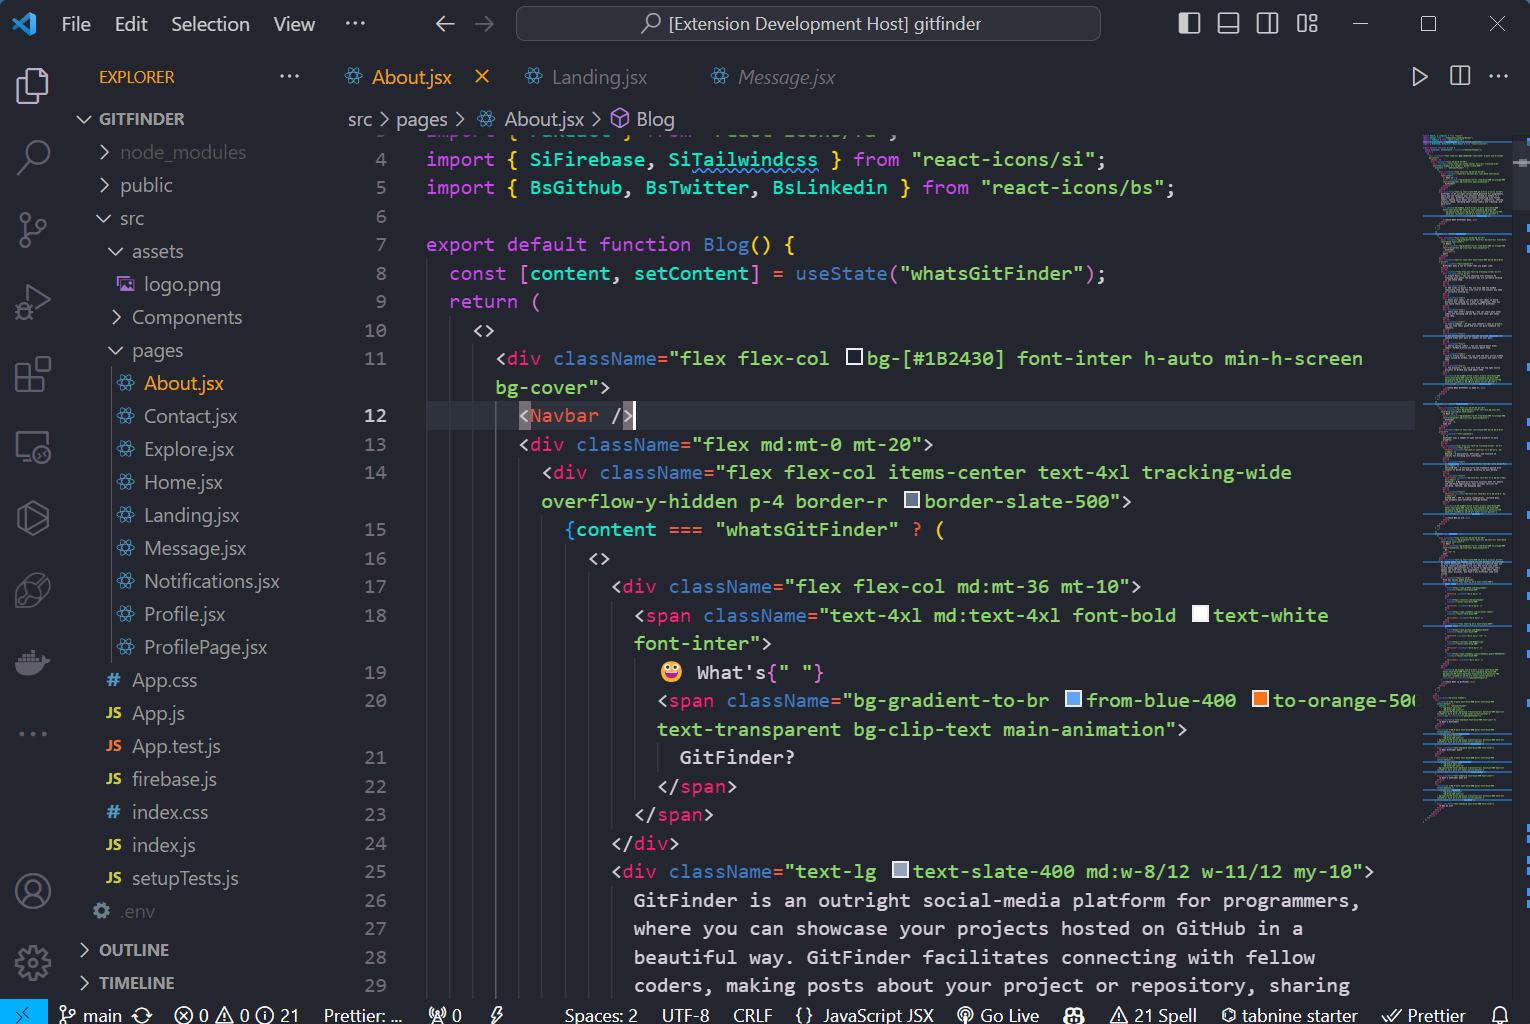 File Edit Selection View ··· [Extension Development Host] gitfinder
EXPLORER ···
GITFINDER
node_modules
public
src
assets
logo.png
Components
pages
About.jsx
Contact.jsx
Explore.jsx
Home.jsx
Landing.jsx
Message.jsx
Notifications.jsx
Profile.jsx
ProfilePage.jsx
# App.css
JS App.js
JS App.test.js
JS firebase.js
# index.css
JS index.js
JS setupTests.js
.env
OUTLINE
TIMELINE
About.jsx Landing.jsx Message.jsx
src > pages > About.jsx > Blog
4 import { SiFirebase, SiTailwindcss } from "react-icons/si";
5 import { BsGithub, BsTwitter, BsLinkedin } from "react-icons/bs";
6
7 export default function Blog() {
8 const [content, setContent] = useState("whatsGitFinder");
9 return (
10 <>
11 <div className="flex flex-col bg-[#1B2430] font-inter h-auto min-h-screen
bg-cover">
12 <Navbar />
13 <div className="flex md:mt-0 mt-20">
14 <div className="flex flex-col items-center text-4xl tracking-wide
overflow-y-hidden p-4 border-r border-slate-500">
15 {content === "whatsGitFinder" ? (
16 <>
17 <div className="flex flex-col md:mt-36 mt-10">
18 <span className="text-4xl md:text-4xl font-bold text-white
font-inter">
19 😀 What's{" "}
20 <span className="bg-gradient-to-br from-blue-400 to-orange-500
text-transparent bg-clip-text main-animation">
21 GitFinder?
22 </span>
23 </span>
24 </div>
25 <div className="text-lg text-slate-400 md:w-8/12 w-11/12 my-10">
26 GitFinder is an outright social-media platform for programmers,
27 where you can showcase your projects hosted on GitHub in a
28 beautiful way. GitFinder facilitates connecting with fellow
29 coders, making posts about your project or repository, sharing
main 0 0 21 Prettier: ... 0 Spaces: 2 UTF-8 CRLF {} JavaScript JSX Go Live 21 Spell tabnine starter Prettier